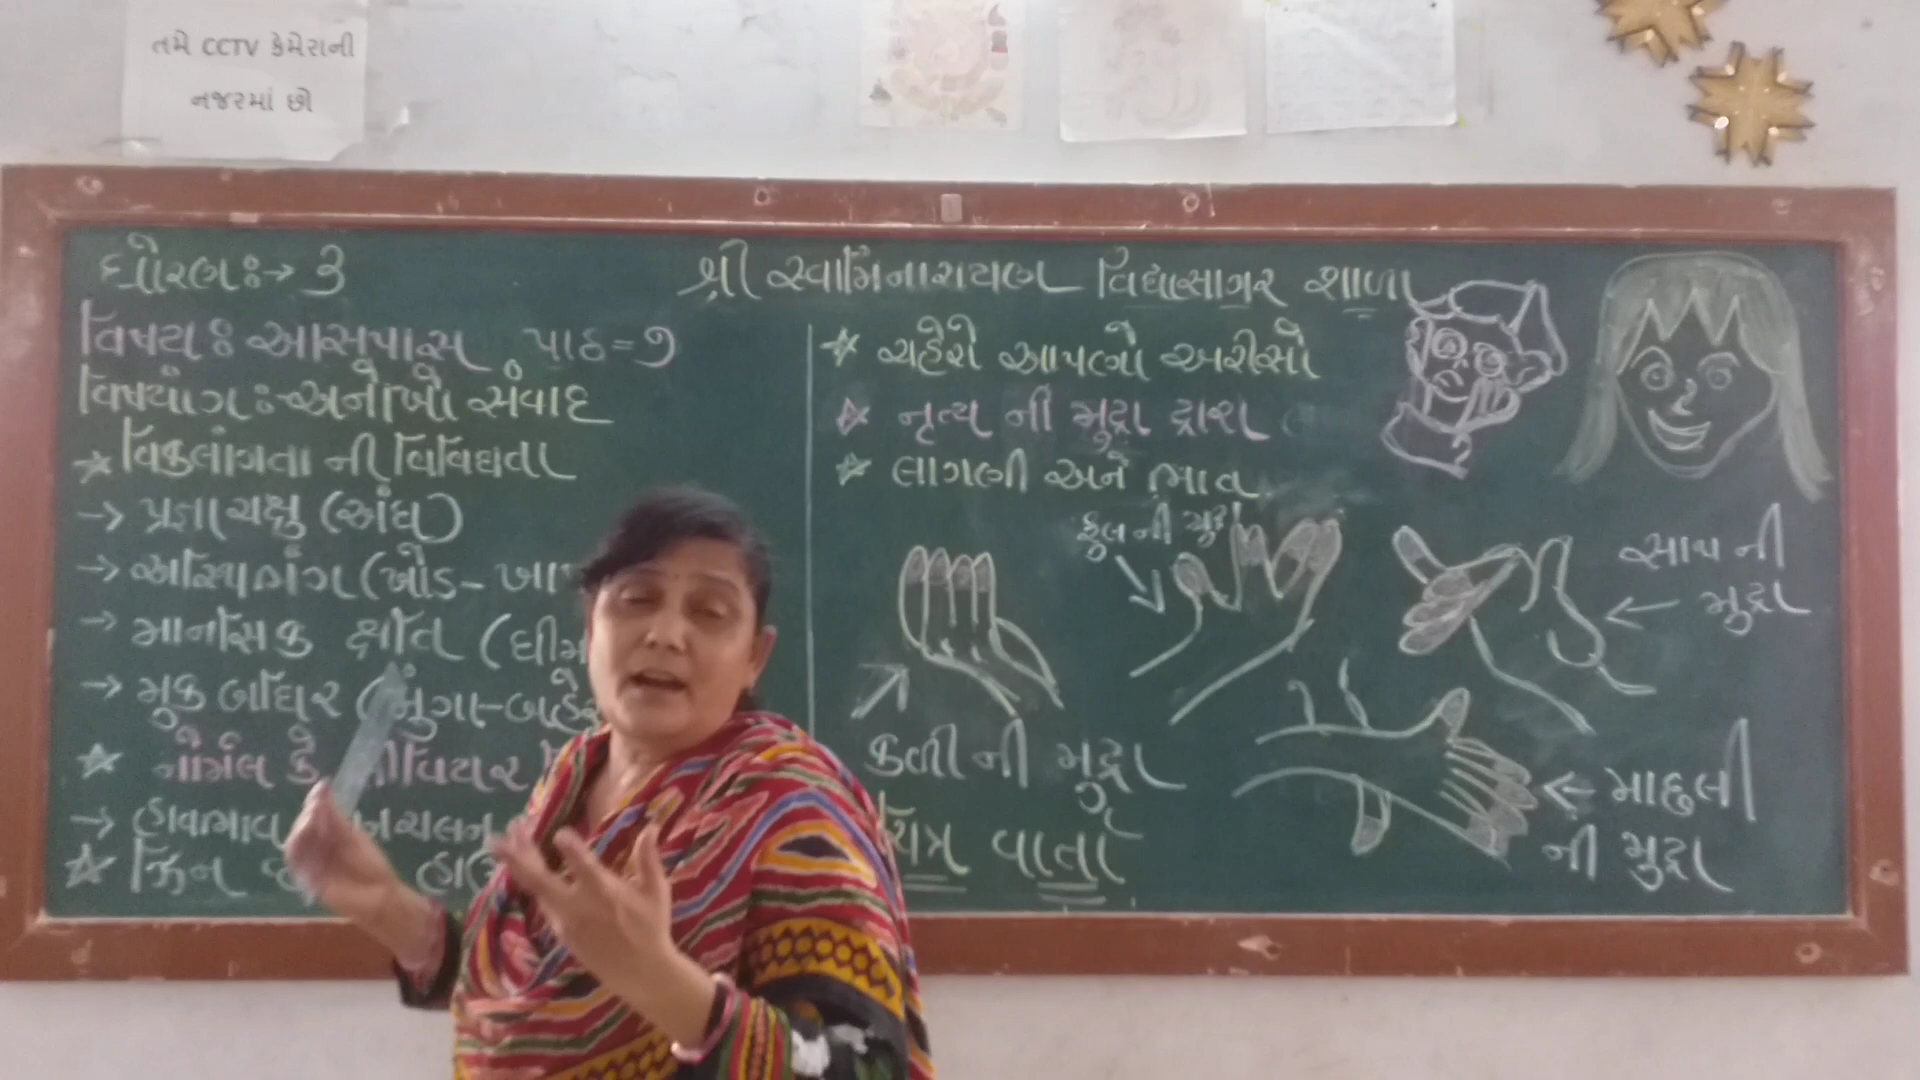 તમે CCTV કેમેરાની
નજરમાં છો
ધોરણઃ→ 3
શ્રી સ્વામિનારાયણ વિદ્યાસાગર શાળા
વિષયઃ આસપાસ પાઠ=૭
વિષયાંગઃ-અનોખો સંવાદ
☆ વિકલાંગતા ની વિવિધતા
→ પ્રજ્ઞાચક્ષુ (અંધ)
→ અસ્થિભંગ (ખોડ-
→ માનસિક ક્ષતિ (ધીમ
→ મુક બધિર (મુંગા-બહેર
☆ નોર્મલ કે
→ હાવભાવ
☆ ઝિન
☆ ચહેરો આપણો અરીસો
☆ નૃત્ય ની મુદ્રા દ્રારા
☆ લાગણી અને ભાવ
ફુલ ની મુદ્રા
સાપ ની
મુદ્રા
કળી ની મુદ્રા
માછલી
ની મુદ્રા
ચિત્ર વાર્તા